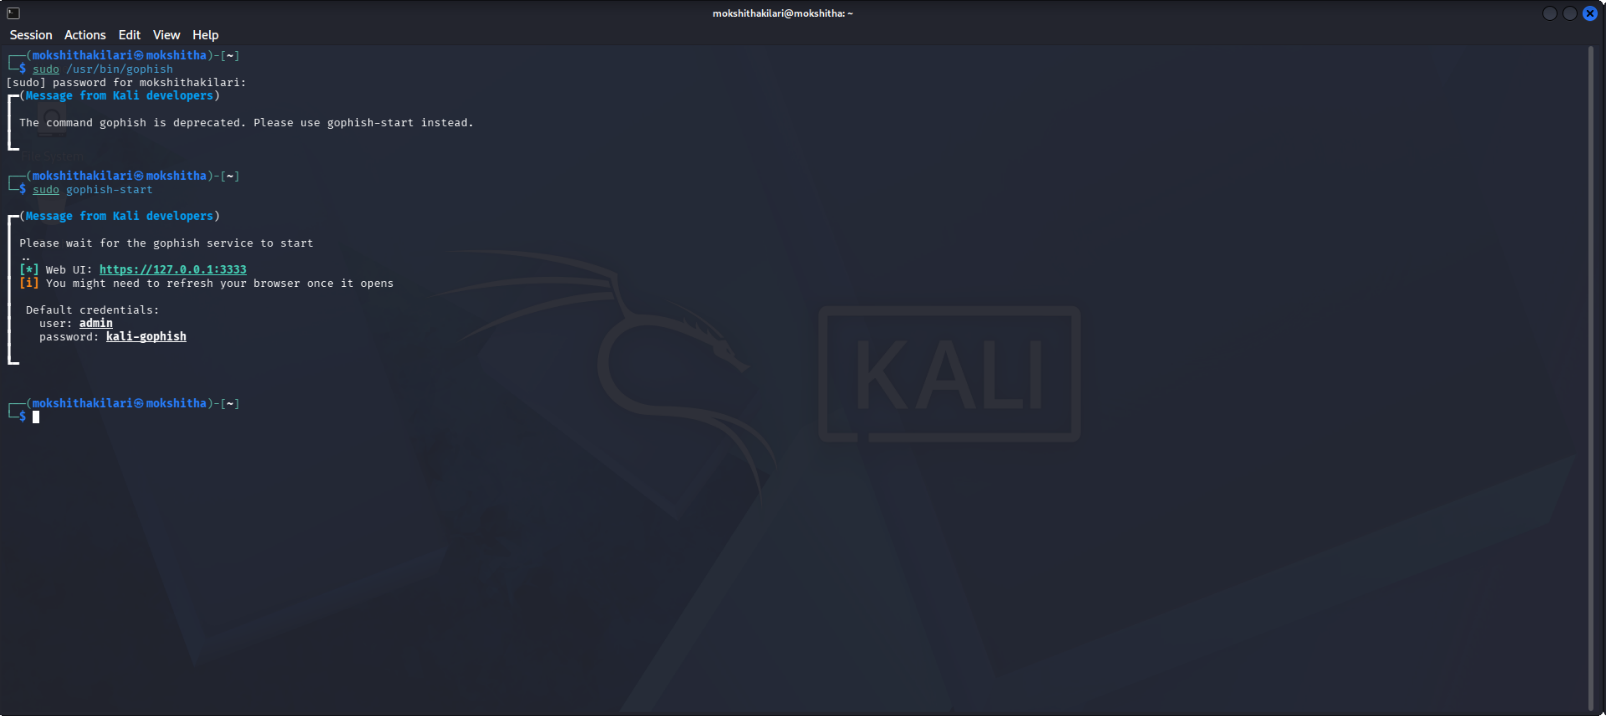 mokshithakilari@mokshitha: ~
Session Actions Edit View Help
┌──(mokshithakilari㉿mokshitha)-[~]
└─$ sudo /usr/bin/gophish
[sudo] password for mokshithakilari:
┏━(Message from Kali developers)
┃
┃ The command gophish is deprecated. Please use gophish-start instead.
┃
┗━
┌──(mokshithakilari㉿mokshitha)-[~]
└─$ sudo gophish-start
┏━(Message from Kali developers)
┃
┃ Please wait for the gophish service to start
┃ ..
┃ [*] Web UI: https://127.0.0.1:3333
┃ [i] You might need to refresh your browser once it opens
┃
┃  Default credentials:
┃    user: admin
┃    password: kali-gophish
┃
┗━
┌──(mokshithakilari㉿mokshitha)-[~]
└─$
KALI